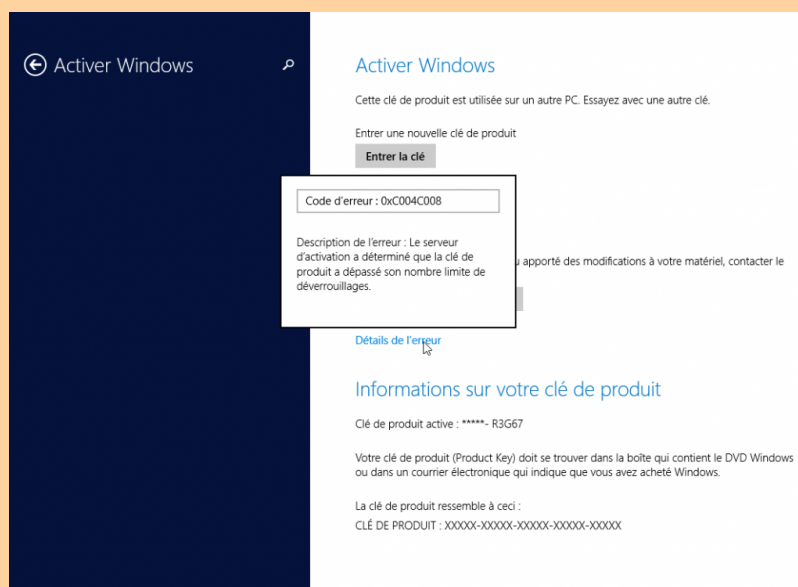 Activer Windows
Activer Windows
Cette clé de produit est utilisée sur un autre PC. Essayez avec une autre clé.
Entrer une nouvelle clé de produit
Entrer la clé
Code d'erreur : 0xC004C008
Description de l'erreur : Le serveur
d'activation a déterminé que la clé de
produit a dépassé son nombre limite de
déverrouillages.
apporté des modifications à votre matériel, contacter le
Détails de l'erreur
Informations sur votre clé de produit
Clé de produit active : *****- R3G67
Votre clé de produit (Product Key) doit se trouver dans la boîte qui contient le DVD Windows
ou dans un courrier électronique qui indique que vous avez acheté Windows.
La clé de produit ressemble à ceci :
CLÉ DE PRODUIT : XXXXX-XXXXX-XXXXX-XXXXX-XXXXX